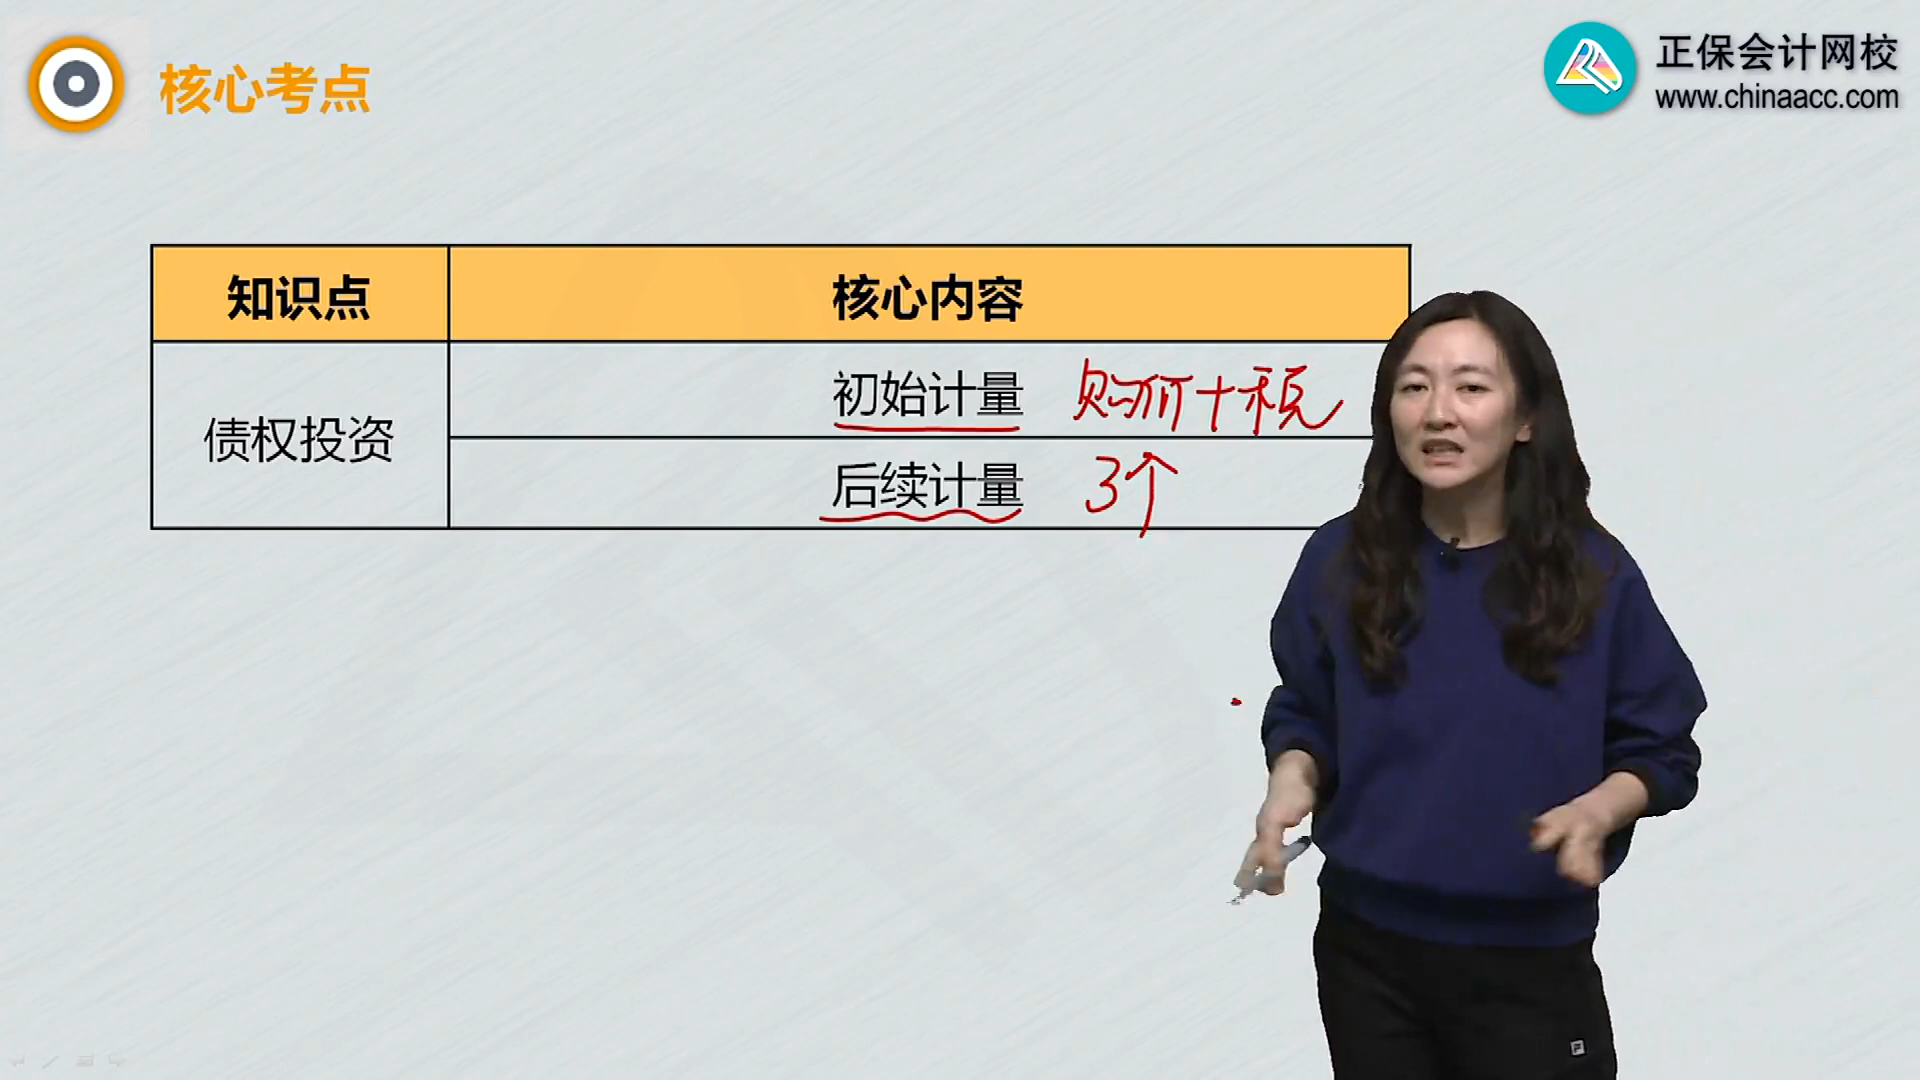 核心考点
正保会计网校
www.chinaacc.com
知识点
核心内容
债权投资
初始计量 购价+税
后续计量 3个